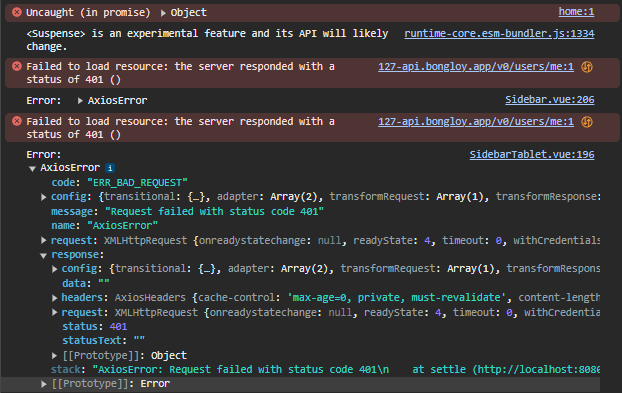 Uncaught (in promise) ▶ Object home:1
<Suspense> is an experimental feature and its API will likely runtime-core.esm-bundler.js:1334
change.
Failed to load resource: the server responded with a 127-api.bongloy.app/v0/users/me:1
status of 401 ()
Error: ▶ AxiosError Sidebar.vue:206
Failed to load resource: the server responded with a 127-api.bongloy.app/v0/users/me:1
status of 401 ()
Error: SidebarTablet.vue:196
▼ AxiosError i
code: "ERR_BAD_REQUEST"
▶ config: {transitional: {…}, adapter: Array(2), transformRequest: Array(1), transformResponse:
message: "Request failed with status code 401"
name: "AxiosError"
▶ request: XMLHttpRequest {onreadystatechange: null, readyState: 4, timeout: 0, withCredentials
▼ response:
▶ config: {transitional: {…}, adapter: Array(2), transformRequest: Array(1), transformRespons
data: ""
▶ headers: AxiosHeaders {cache-control: 'max-age=0, private, must-revalidate', content-length
▶ request: XMLHttpRequest {onreadystatechange: null, readyState: 4, timeout: 0, withCredentia
status: 401
statusText: ""
▶ [[Prototype]]: Object
stack: "AxiosError: Request failed with status code 401\n    at settle (http://localhost:8080
▶ [[Prototype]]: Error